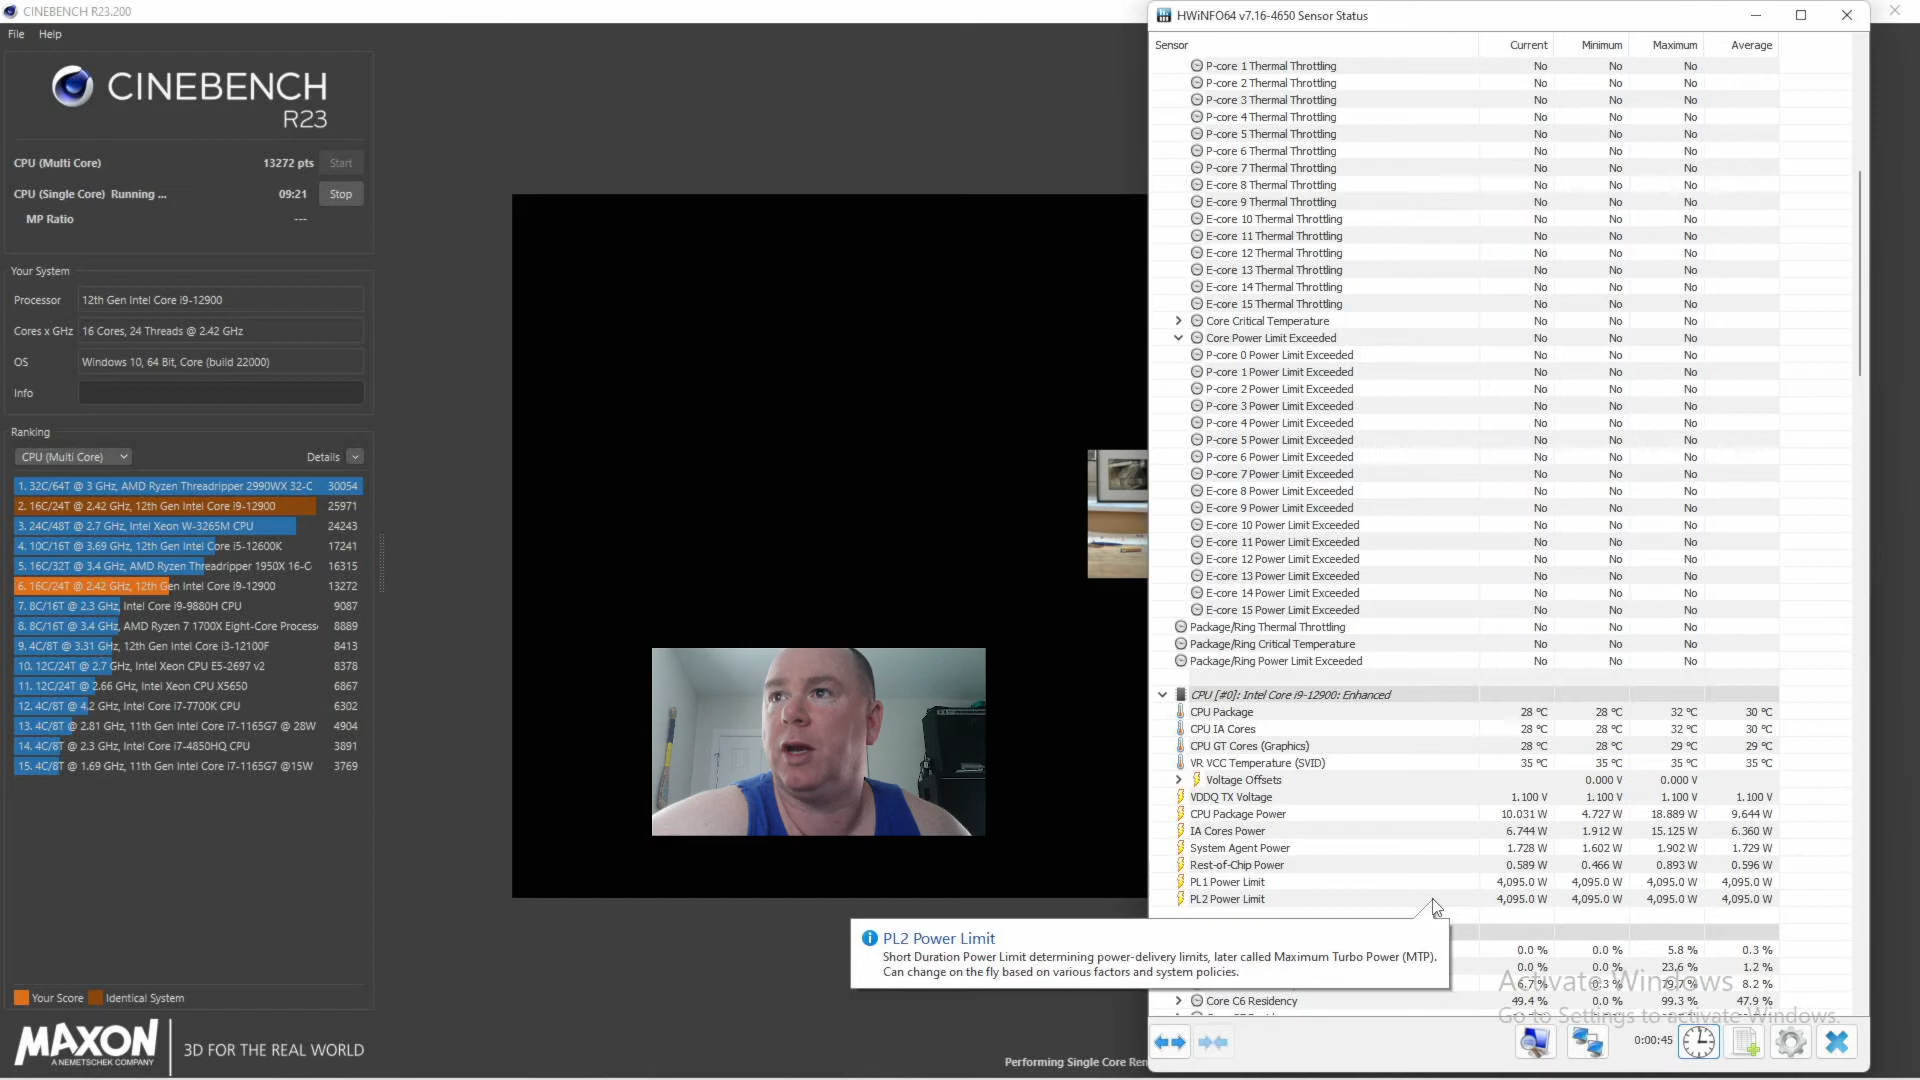 CINEBENCH R23.200
File Help
CINEBENCH
R23
CPU (Multi Core) 13272 pts Start
CPU (Single Core) Running ... 09:21 Stop
MP Ratio ---
Your System
Processor 12th Gen Intel Core i9-12900
Cores x GHz 16 Cores, 24 Threads @ 2.42 GHz
OS Windows 10, 64 Bit, Core (build 22000)
Info
Ranking
CPU (Multi Core) Details
1. 32C/64T @ 3 GHz, AMD Ryzen Threadripper 2990WX 32-C 30054
2. 16C/24T @ 2.42 GHz, 12th Gen Intel Core i9-12900 25971
3. 24C/48T @ 2.7 GHz, Intel Xeon W-3265M CPU 24243
4. 10C/16T @ 3.69 GHz, 12th Gen Intel Core i5-12600K 17241
5. 16C/32T @ 3.4 GHz, AMD Ryzen Threadripper 1950X 16-C 16315
6. 16C/24T @ 2.42 GHz, 12th Gen Intel Core i9-12900 13272
7. 8C/16T @ 2.3 GHz, Intel Core i9-9880H CPU 9087
8. 8C/16T @ 3.4 GHz, AMD Ryzen 7 1700X Eight-Core Process 8889
9. 4C/8T @ 3.31 GHz, 12th Gen Intel Core i3-12100F 8413
10. 12C/24T @ 2.7 GHz, Intel Xeon CPU E5-2697 v2 8378
11. 12C/24T @ 2.66 GHz, Intel Xeon CPU X5650 6867
12. 4C/8T @ 4.2 GHz, Intel Core i7-7700K CPU 6302
13. 4C/8T @ 2.81 GHz, 11th Gen Intel Core i7-1165G7 @ 28W 4904
14. 4C/8T @ 2.3 GHz, Intel Core i7-4850HQ CPU 3891
15. 4C/8T @ 1.69 GHz, 11th Gen Intel Core i7-1165G7 @15W 3769
Your Score Identical System
MAXON
A NEMETSCHEK COMPANY
3D FOR THE REAL WORLD
Performing Single Core Ren
HWiNFO64 v7.16-4650 Sensor Status
Sensor Current Minimum Maximum Average
P-core 1 Thermal Throttling No No No
P-core 2 Thermal Throttling No No No
P-core 3 Thermal Throttling No No No
P-core 4 Thermal Throttling No No No
P-core 5 Thermal Throttling No No No
P-core 6 Thermal Throttling No No No
P-core 7 Thermal Throttling No No No
E-core 8 Thermal Throttling No No No
E-core 9 Thermal Throttling No No No
E-core 10 Thermal Throttling No No No
E-core 11 Thermal Throttling No No No
E-core 12 Thermal Throttling No No No
E-core 13 Thermal Throttling No No No
E-core 14 Thermal Throttling No No No
E-core 15 Thermal Throttling No No No
Core Critical Temperature No No No
Core Power Limit Exceeded No No No
P-core 0 Power Limit Exceeded No No No
P-core 1 Power Limit Exceeded No No No
P-core 2 Power Limit Exceeded No No No
P-core 3 Power Limit Exceeded No No No
P-core 4 Power Limit Exceeded No No No
P-core 5 Power Limit Exceeded No No No
P-core 6 Power Limit Exceeded No No No
P-core 7 Power Limit Exceeded No No No
E-core 8 Power Limit Exceeded No No No
E-core 9 Power Limit Exceeded No No No
E-core 10 Power Limit Exceeded No No No
E-core 11 Power Limit Exceeded No No No
E-core 12 Power Limit Exceeded No No No
E-core 13 Power Limit Exceeded No No No
E-core 14 Power Limit Exceeded No No No
E-core 15 Power Limit Exceeded No No No
Package/Ring Thermal Throttling No No No
Package/Ring Critical Temperature No No No
Package/Ring Power Limit Exceeded No No No
CPU [#0]: Intel Core i9-12900: Enhanced
CPU Package 28 °C 28 °C 32 °C 30 °C
CPU IA Cores 28 °C 28 °C 32 °C 30 °C
CPU GT Cores (Graphics) 28 °C 28 °C 29 °C 29 °C
VR VCC Temperature (SVID) 35 °C 35 °C 35 °C 35 °C
Voltage Offsets 0.000 V 0.000 V
VDDQ TX Voltage 1.100 V 1.100 V 1.100 V 1.100 V
CPU Package Power 10.031 W 4.727 W 18.889 W 9.644 W
IA Cores Power 6.744 W 1.912 W 15.125 W 6.360 W
System Agent Power 1.728 W 1.602 W 1.902 W 1.729 W
Rest-of-Chip Power 0.589 W 0.466 W 0.893 W 0.596 W
PL1 Power Limit 4,095.0 W 4,095.0 W 4,095.0 W 4,095.0 W
PL2 Power Limit 4,095.0 W 4,095.0 W 4,095.0 W 4,095.0 W
PL2 Power Limit
Short Duration Power Limit determining power-delivery limits, later called Maximum Turbo Power (MTP).
Can change on the fly based on various factors and system policies.
0.0 % 0.0 % 5.8 % 0.3 %
0.0 % 0.0 % 23.6 % 1.2 %
6.7 % 0.3 % 79.7 % 8.2 %
Core C6 Residency 49.4 % 0.0 % 99.3 % 47.9 %
Activate Windows
Go to Settings to activate Windows.
0:00:45